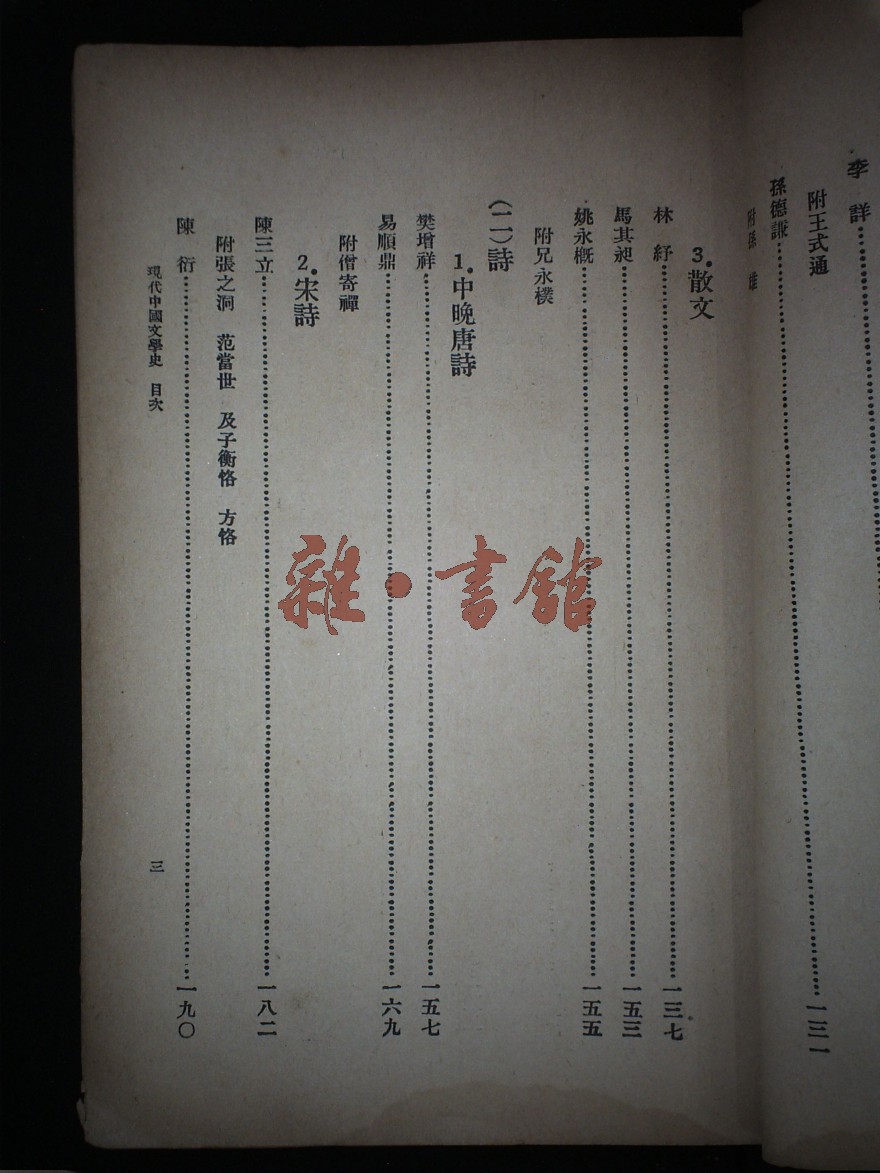 李 詳
附王式通
孫德謙 一三一
附孫 雄
3.散文
林 紓 一三七
馬其昶 一五三
姚永概 一五五
附兄永樸
(二)詩
1.中晚唐詩
樊增祥 一五七
易順鼎 一六九
附僧寄禪
2.宋詩
陳三立 一八二
附張之洞 范當世 及子衡恪 方恪
陳 衍 一九〇
現代中國文學史 目次
三
雜·書館